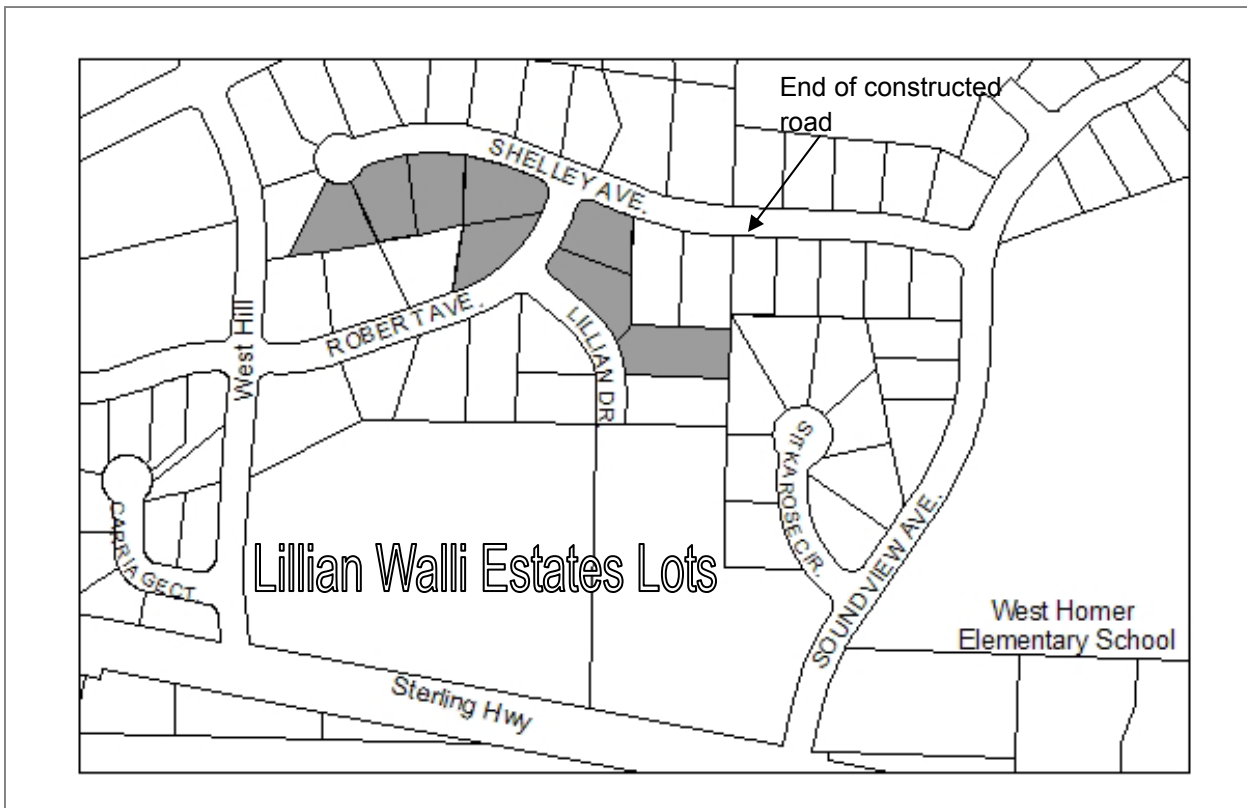 End of constructed
road
SHELLEY AVE.
ROBERT AVE.
West Hill
LILLIAN DR
SITKA ROSE CIR.
CARRIAGE CT.
Lillian Walli Estates Lots
SOUNDVIEW AVE.
West Homer
Elementary School
Sterling Hwy